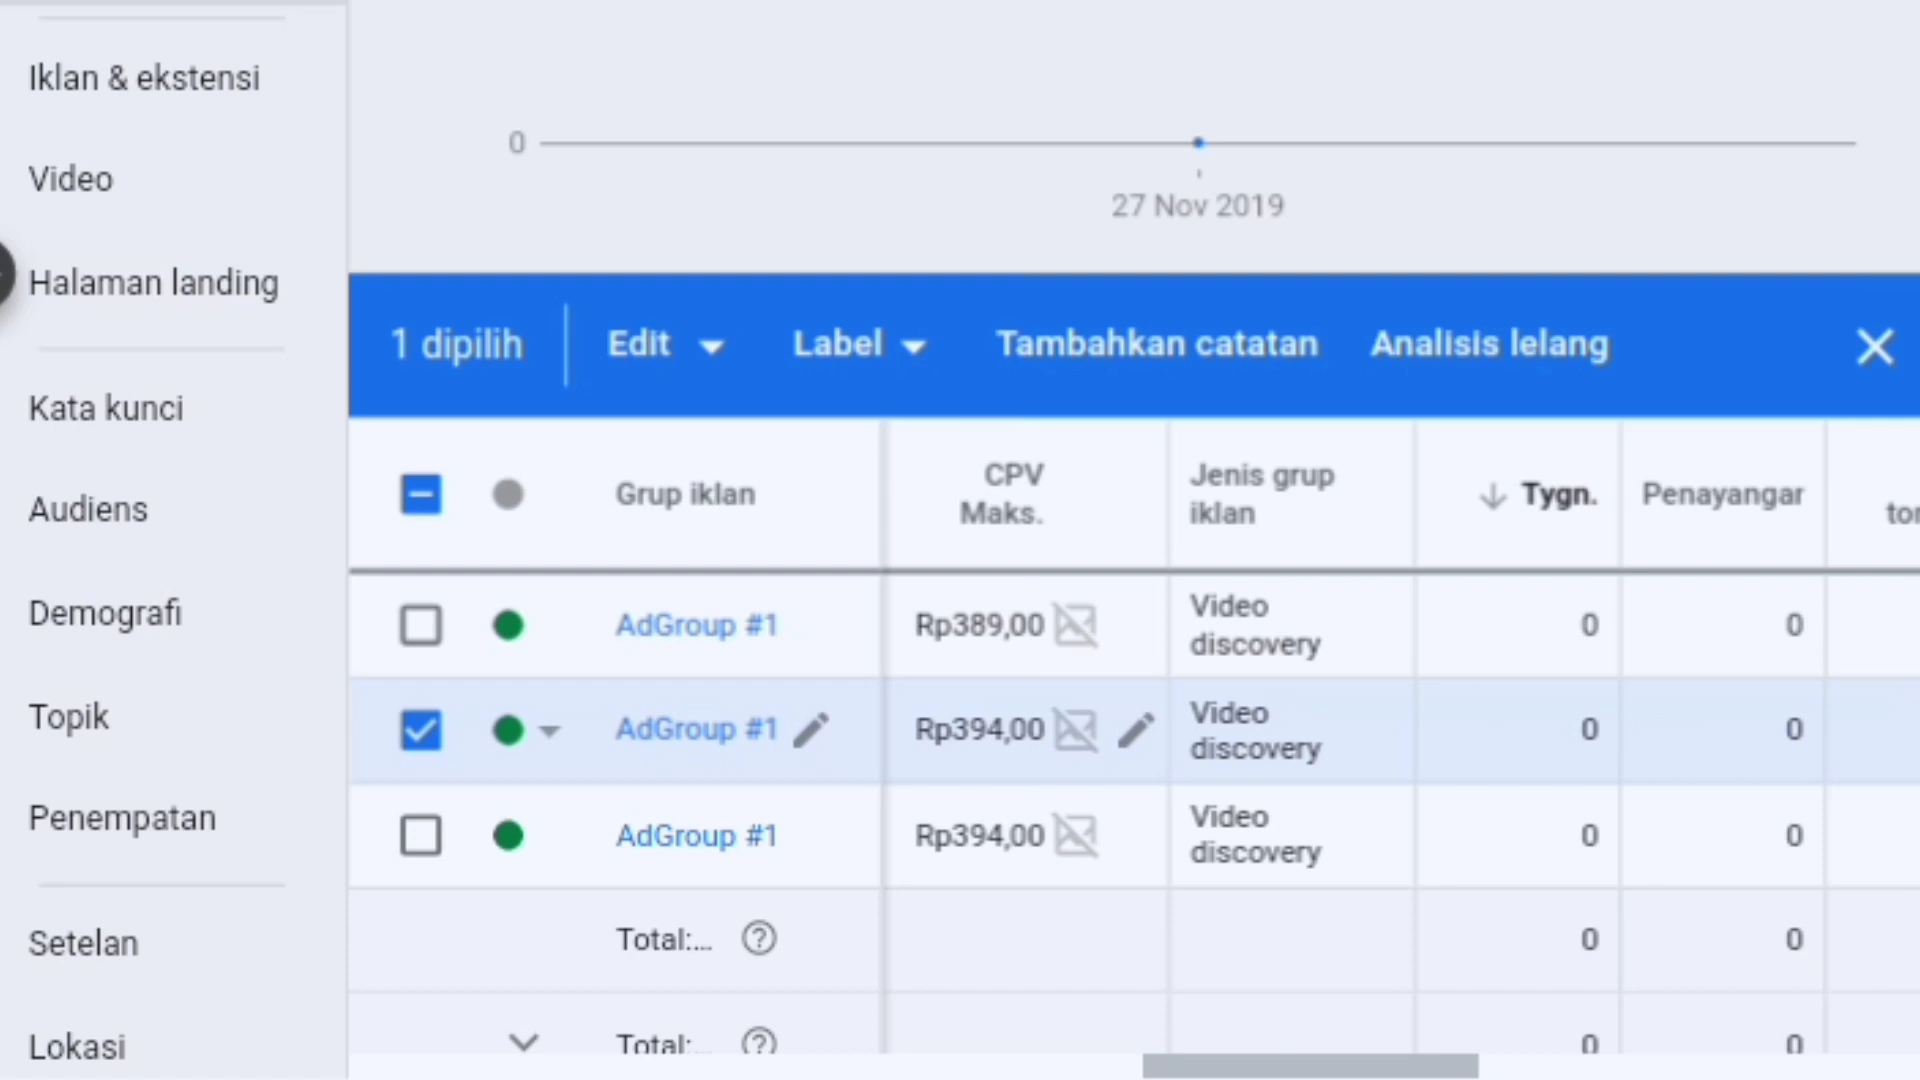 Iklan & ekstensi
Video
Halaman landing
Kata kunci
Audiens
Demografi
Topik
Penempatan
Setelan
Lokasi
0
27 Nov 2019
1 dipilih Edit Label Tambahkan catatan Analisis lelang
Grup iklan CPV Maks. Jenis grup iklan Tygn. Penayangar
AdGroup #1 Rp389,00 Video discovery 0 0
AdGroup #1 Rp394,00 Video discovery 0 0
AdGroup #1 Rp394,00 Video discovery 0 0
Total:... 0 0
Total:... 0 0